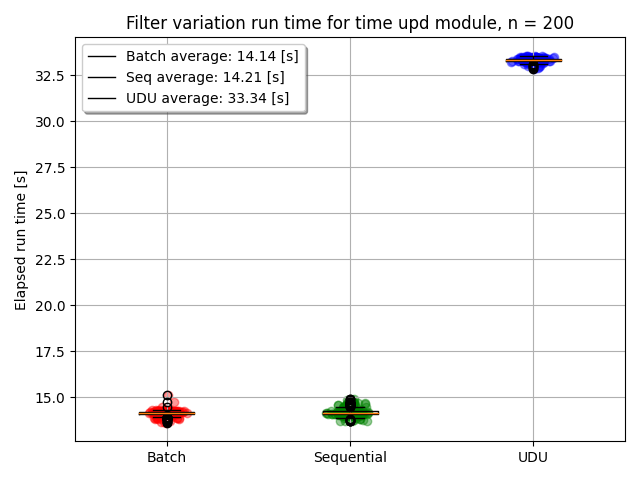 Filter variation run time for time upd module, n = 200
Batch average: 14.14 [s]
Seq average: 14.21 [s]
UDU average: 33.34 [s]
Elapsed run time [s]
32.5
30.0
27.5
25.0
22.5
20.0
17.5
15.0
Batch
Sequential
UDU